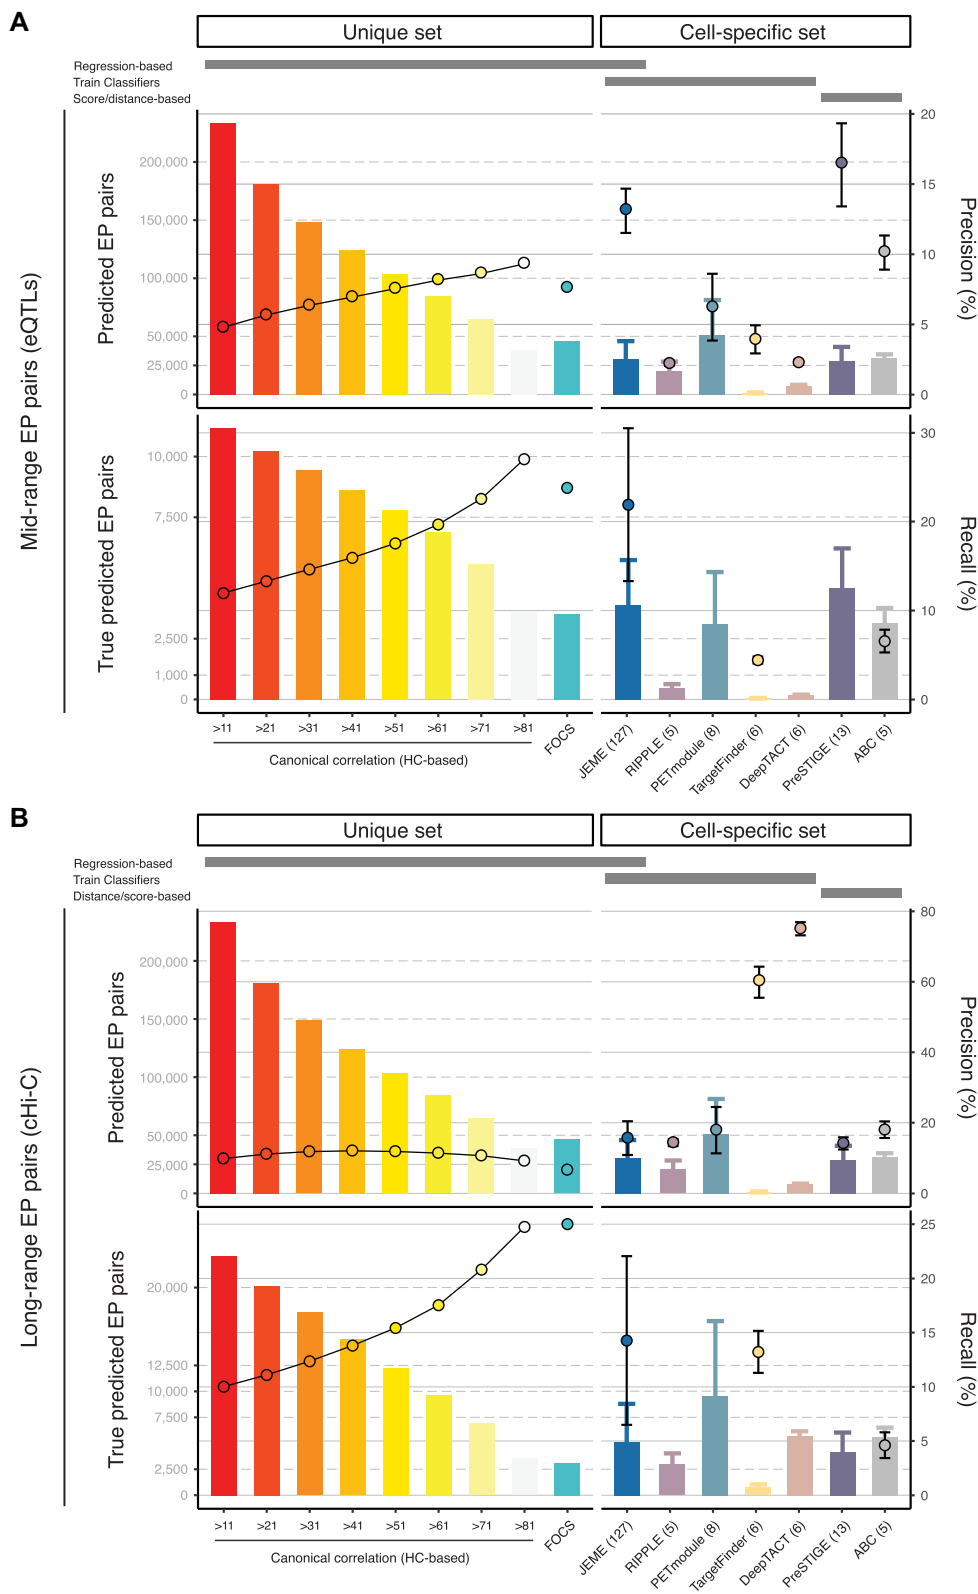 A
Unique set
Cell-specific set
Regression-based
Train Classifiers
Score/distance-based
Mid-range EP pairs (eQTLs)
Predicted EP pairs
200,000
150,000
100,000
50,000
25,000
0
20
15
10
5
0
Precision (%)
True predicted EP pairs
10,000
7,500
2,500
1,000
0
30
20
10
0
Recall (%)
>11
>21
>31
>41
>51
>61
>71
>81
FOCS
JEME (127)
RIPPLE (5)
PETmodule (8)
TargetFinder (6)
DeepTACT (6)
PreSTIGE (13)
ABC (5)
Canonical correlation (HC-based)
B
Unique set
Cell-specific set
Regression-based
Train Classifiers
Distance/score-based
Long-range EP pairs (cHi-C)
Predicted EP pairs
200,000
150,000
100,000
50,000
25,000
0
80
60
40
20
0
Precision (%)
True predicted EP pairs
20,000
12,500
10,000
7,500
2,500
0
25
20
15
10
5
0
Recall (%)
>11
>21
>31
>41
>51
>61
>71
>81
FOCS
JEME (127)
RIPPLE (5)
PETmodule (8)
TargetFinder (6)
DeepTACT (6)
PreSTIGE (13)
ABC (5)
Canonical correlation (HC-based)